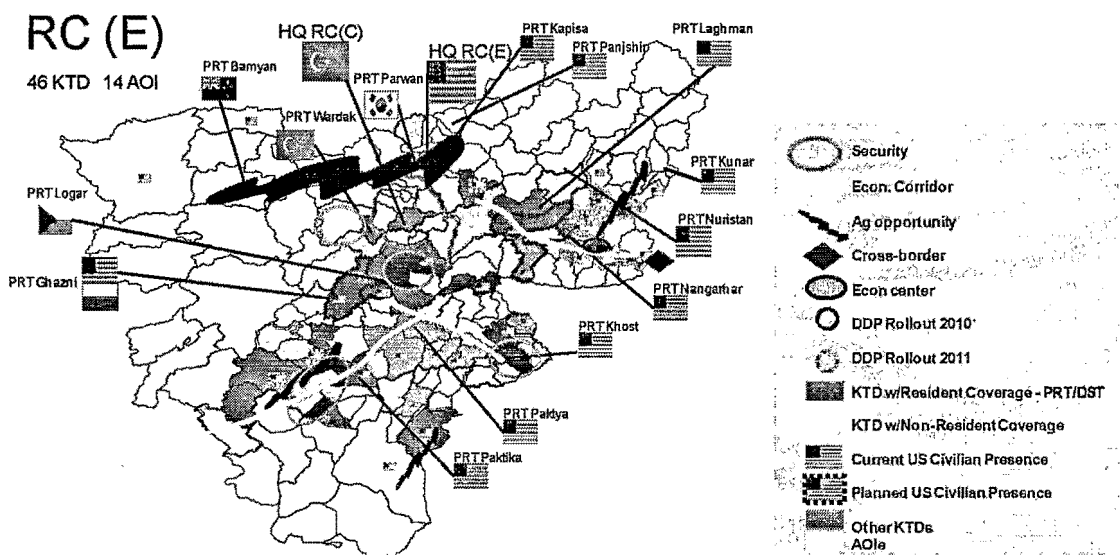 RC (E)
46 KTD 14 AOI
HQ RC(C)
PRT Kapisa
PRT Laghman
HQ RC(E)
PRT Panjshir
PRT Bamyan
PRT Parwan
PRT Wardak
PRT Kunar
PRT Logar
PRT Nuristan
PRT Ghazni
PRT Nangarhar
PRT Khost
PRT Paktya
PRT Paktika
Security
Econ. Corridor
Ag opportunity
Cross-border
Econ center
DDP Rollout 2010
DDP Rollout 2011
KTD w/Resident Coverage - PRT/DST
KTD w/Non-Resident Coverage
Current US Civilian Presence
Planned US Civilian Presence
Other KTDs
AOIs